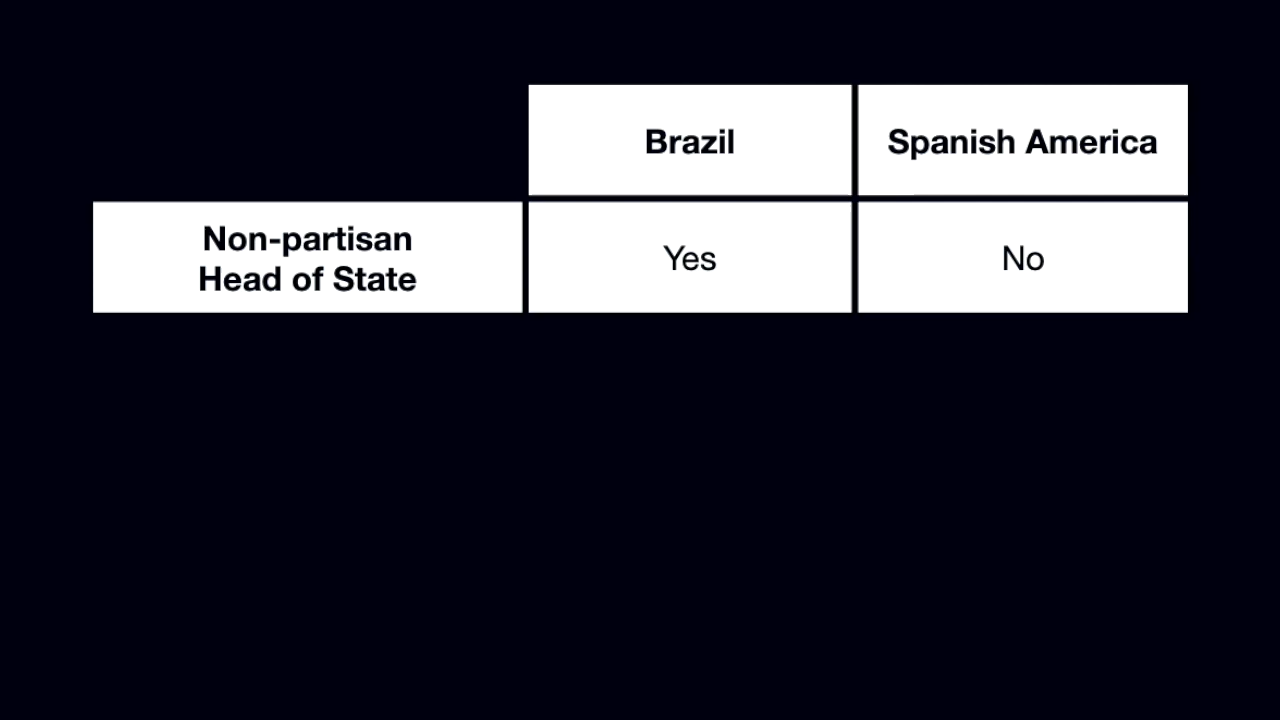 Brazil
Spanish America
Non-partisan
Head of State
Yes
No